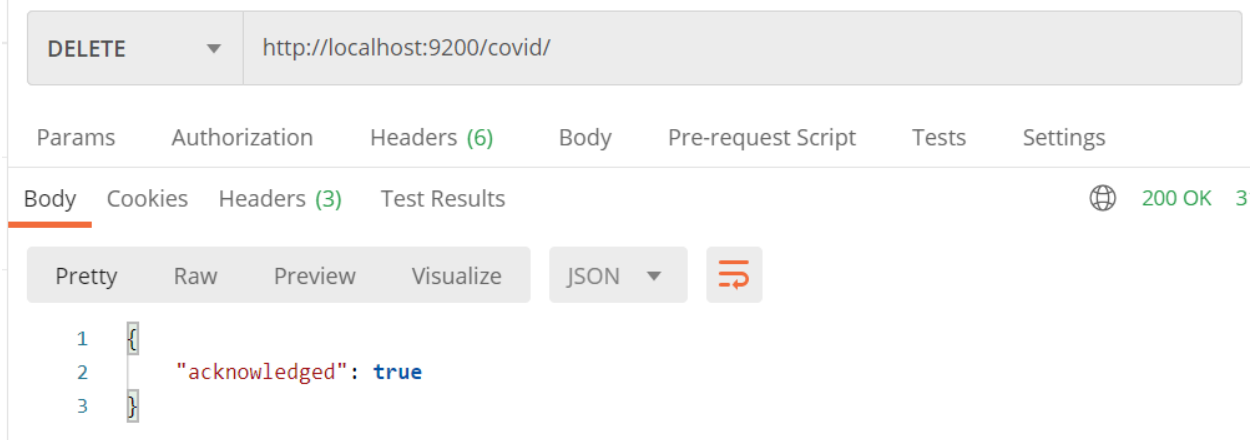 DELETE http://localhost:9200/covid/
Params Authorization Headers (6) Body Pre-request Script Tests Settings
Body Cookies Headers (3) Test Results 200 OK
Pretty Raw Preview Visualize JSON
1 {
2 "acknowledged": true
3 }